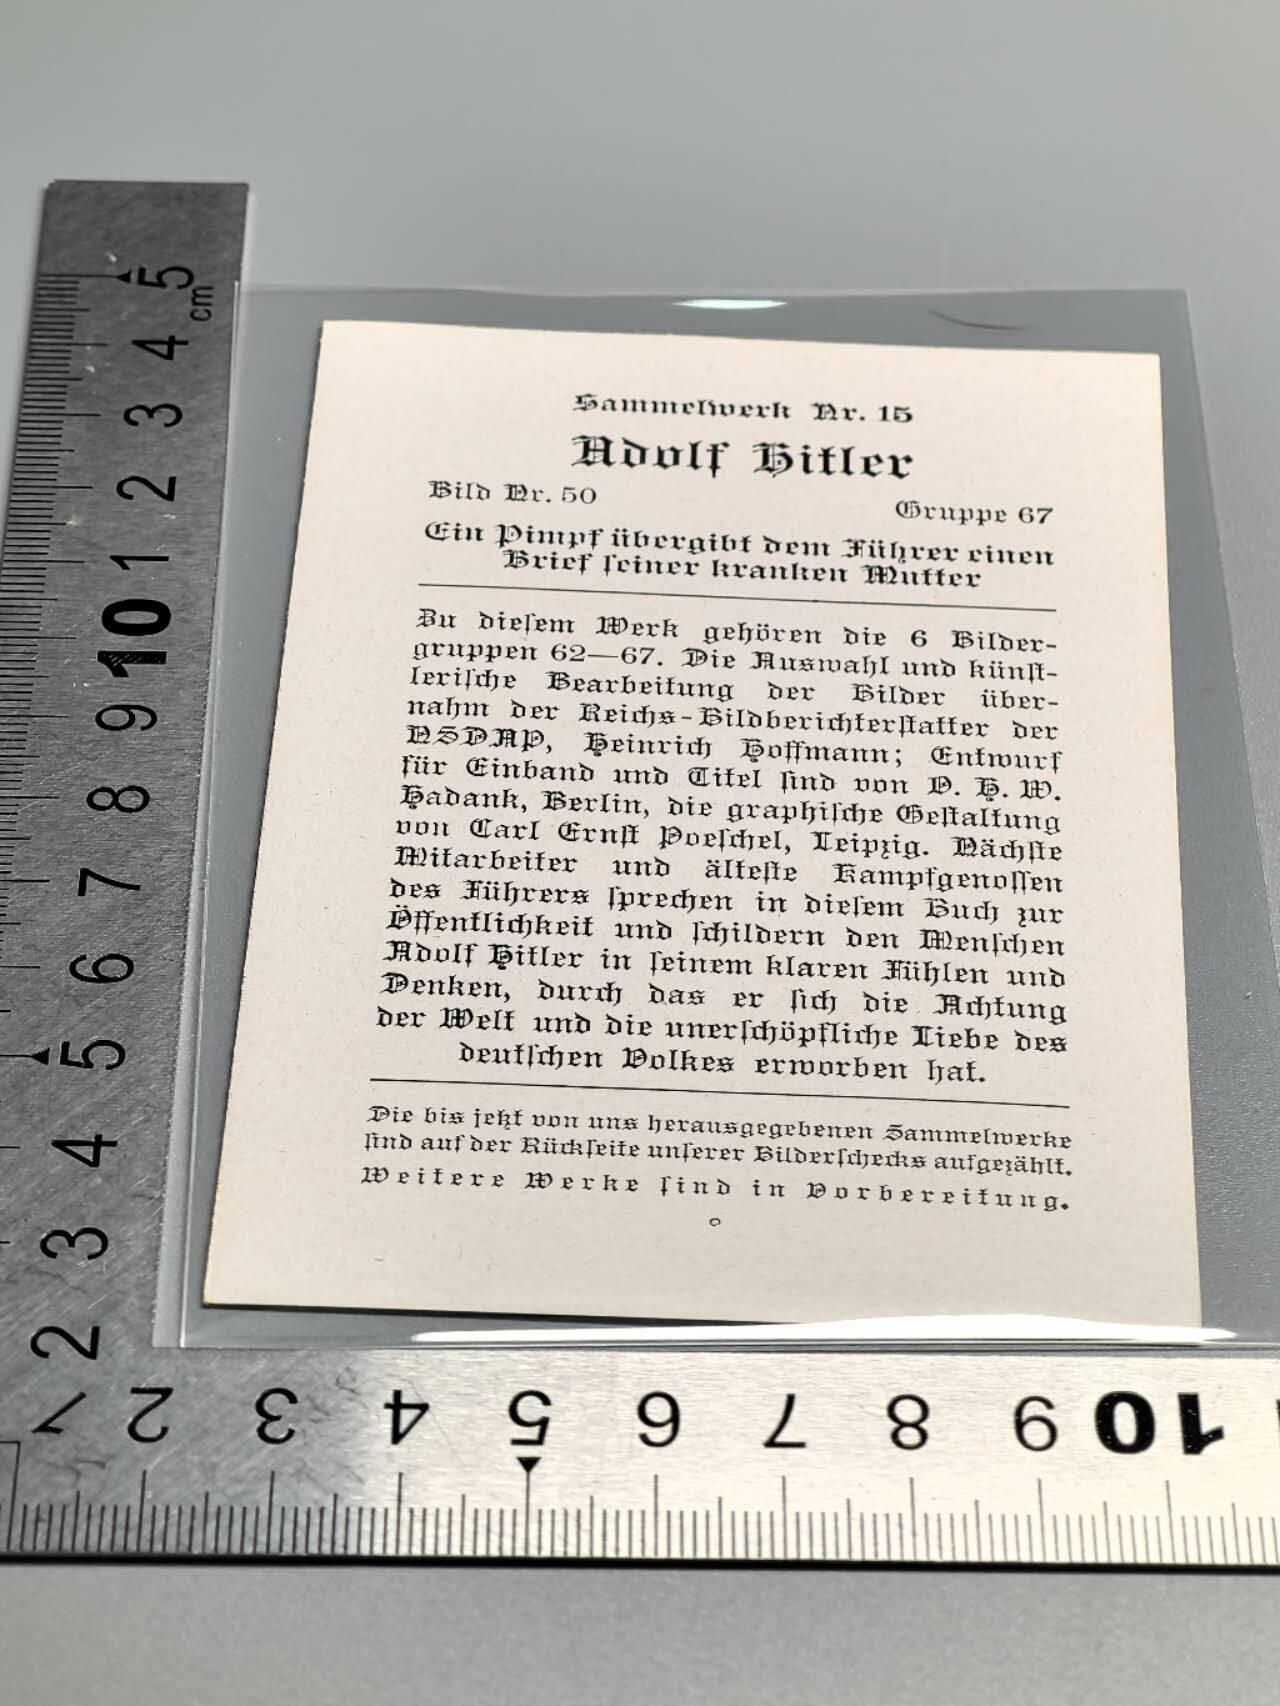 Sammelwerk Nr. 15
Adolf Hitler
Bild Nr. 50
Gruppe 67
Ein Pimpf übergibt dem Führer einen
Brief seiner kranken Mutter
Zu diesem Werk gehören die 6 Bilder-
gruppen 62—67. Die Auswahl und künst-
lerische Bearbeitung der Bilder über-
nahm der Reichs-Bildberichterstatter der
NSDAP, Heinrich Hoffmann; Entwurf
für Einband und Titel sind von O. H. W.
Hadank, Berlin, die graphische Gestaltung
von Carl Ernst Poeschel, Leipzig. Nächste
Mitarbeiter und älteste Kampfgenossen
des Führers sprechen in diesem Buch zur
Öffentlichkeit und schildern den Menschen
Adolf Hitler in seinem klaren Fühlen und
Denken, durch das er sich die Achtung
der Welt und die unerschöpfliche Liebe des
deutschen Volkes erworben hat.
Die bis jetzt von uns herausgegebenen Sammelwerke
sind auf der Rückseite unserer Bilderschecks aufgezählt.
Weitere Werke sind in Vorbereitung.
5
cm
4
3
2
1
10
9
8
7
6
5
4
3
2
1 2 3 4 5 6 7 8 9 10